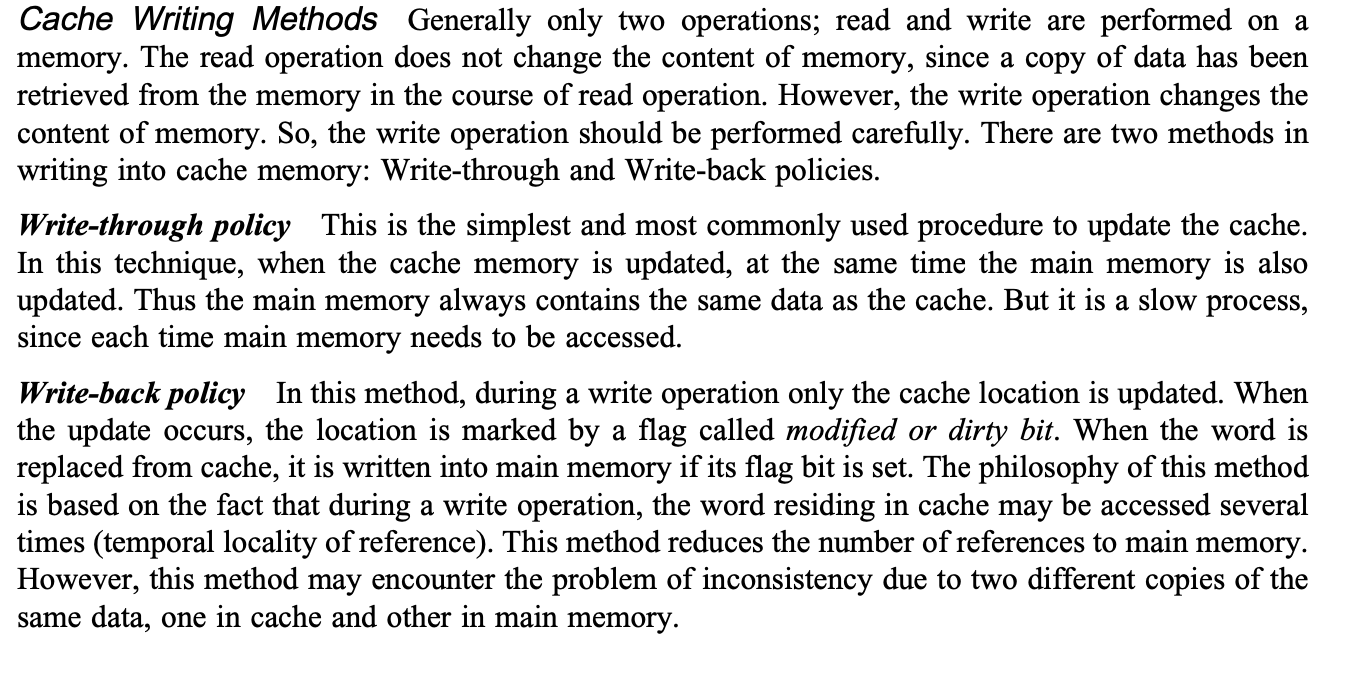 Cache Writing Methods Generally only two operations; read and write are performed on a
memory. The read operation does not change the content of memory, since a copy of data has been
retrieved from the memory in the course of read operation. However, the write operation changes the
content of memory. So, the write operation should be performed carefully. There are two methods in
writing into cache memory: Write-through and Write-back policies.
Write-through policy This is the simplest and most commonly used procedure to update the cache.
In this technique, when the cache memory is updated, at the same time the main memory is also
updated. Thus the main memory always contains the same data as the cache. But it is a slow process,
since each time main memory needs to be accessed.
Write-back policy In this method, during a write operation only the cache location is updated. When
the update occurs, the location is marked by a flag called modified or dirty bit. When the word is
replaced from cache, it is written into main memory if its flag bit is set. The philosophy of this method
is based on the fact that during a write operation, the word residing in cache may be accessed several
times (temporal locality of reference). This method reduces the number of references to main memory.
However, this method may encounter the problem of inconsistency due to two different copies of the
same data, one in cache and other in main memory.